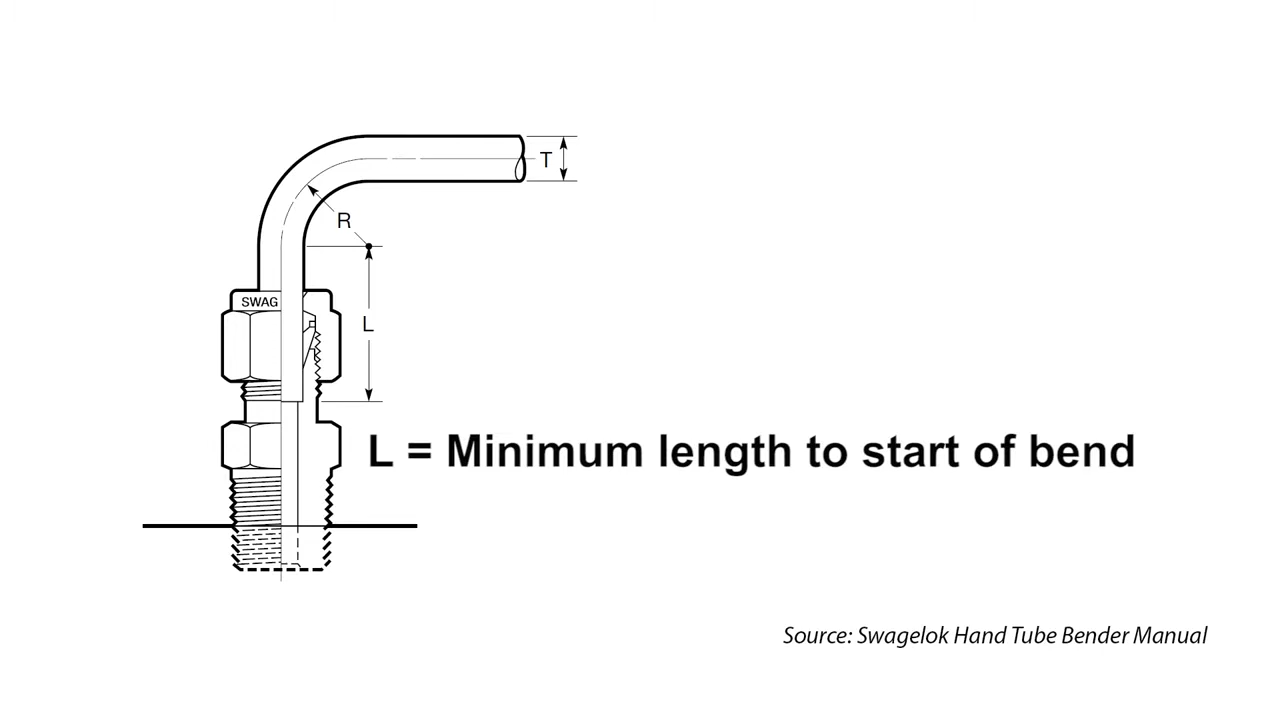 T
R
SWAG
L
L = Minimum length to start of bend
Source: Swagelok Hand Tube Bender Manual